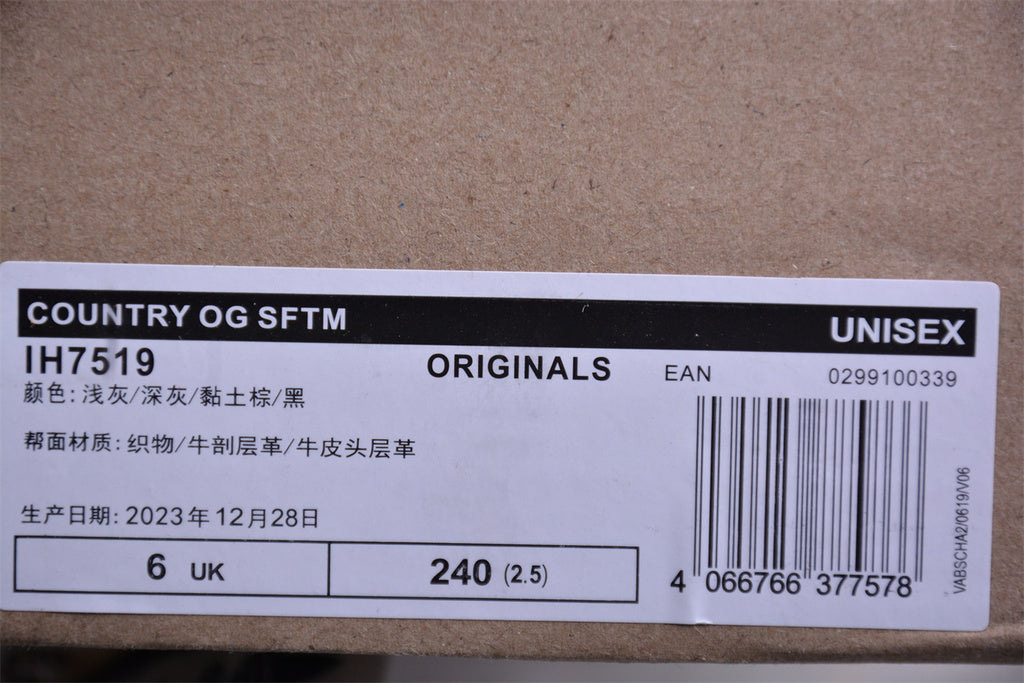 COUNTRY OG SFTM UNISEX
IH7519 ORIGINALS EAN 0299100339
颜色: 浅灰/深灰/黏土棕/黑
帮面材质: 织物/牛剖层革/牛皮头层革
生产日期: 2023年12月28日
6 UK 240 (2.5)
4 066766 377578
VABSCHA2/0619/V06